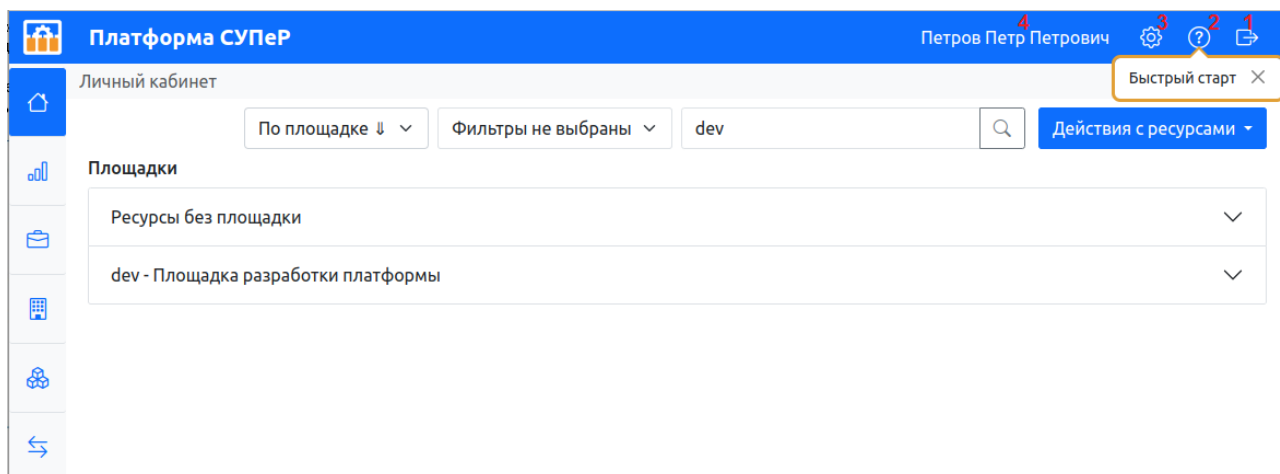 4 3 2 1
Платформа СУПеР Петров Петр Петрович
Личный кабинет Быстрый старт
По площадке ⇓ Фильтры не выбраны dev Действия с ресурсами
Площадки
Ресурсы без площадки
dev - Площадка разработки платформы